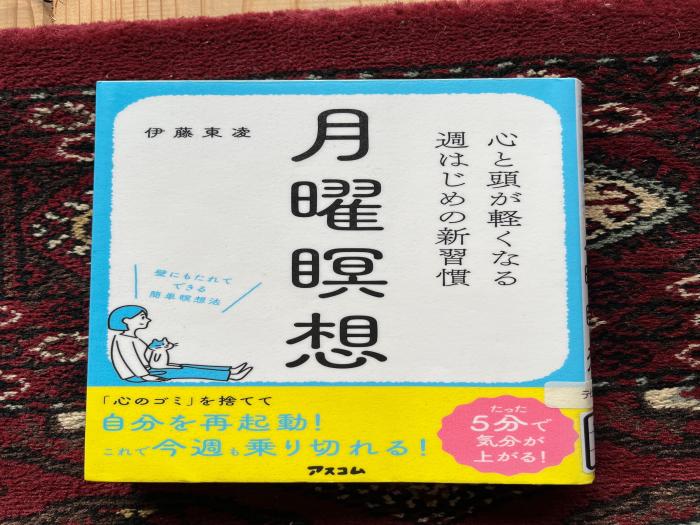 心と頭が軽くなる
週はじめの新習慣
月曜瞑想
伊藤東凌
壁にもたれて
できる
簡単瞑想法
「心のゴミ」を捨てて
自分を再起動！
これで今週も乗り切れる！
たった
5分で
気分が
上がる！
アスコム